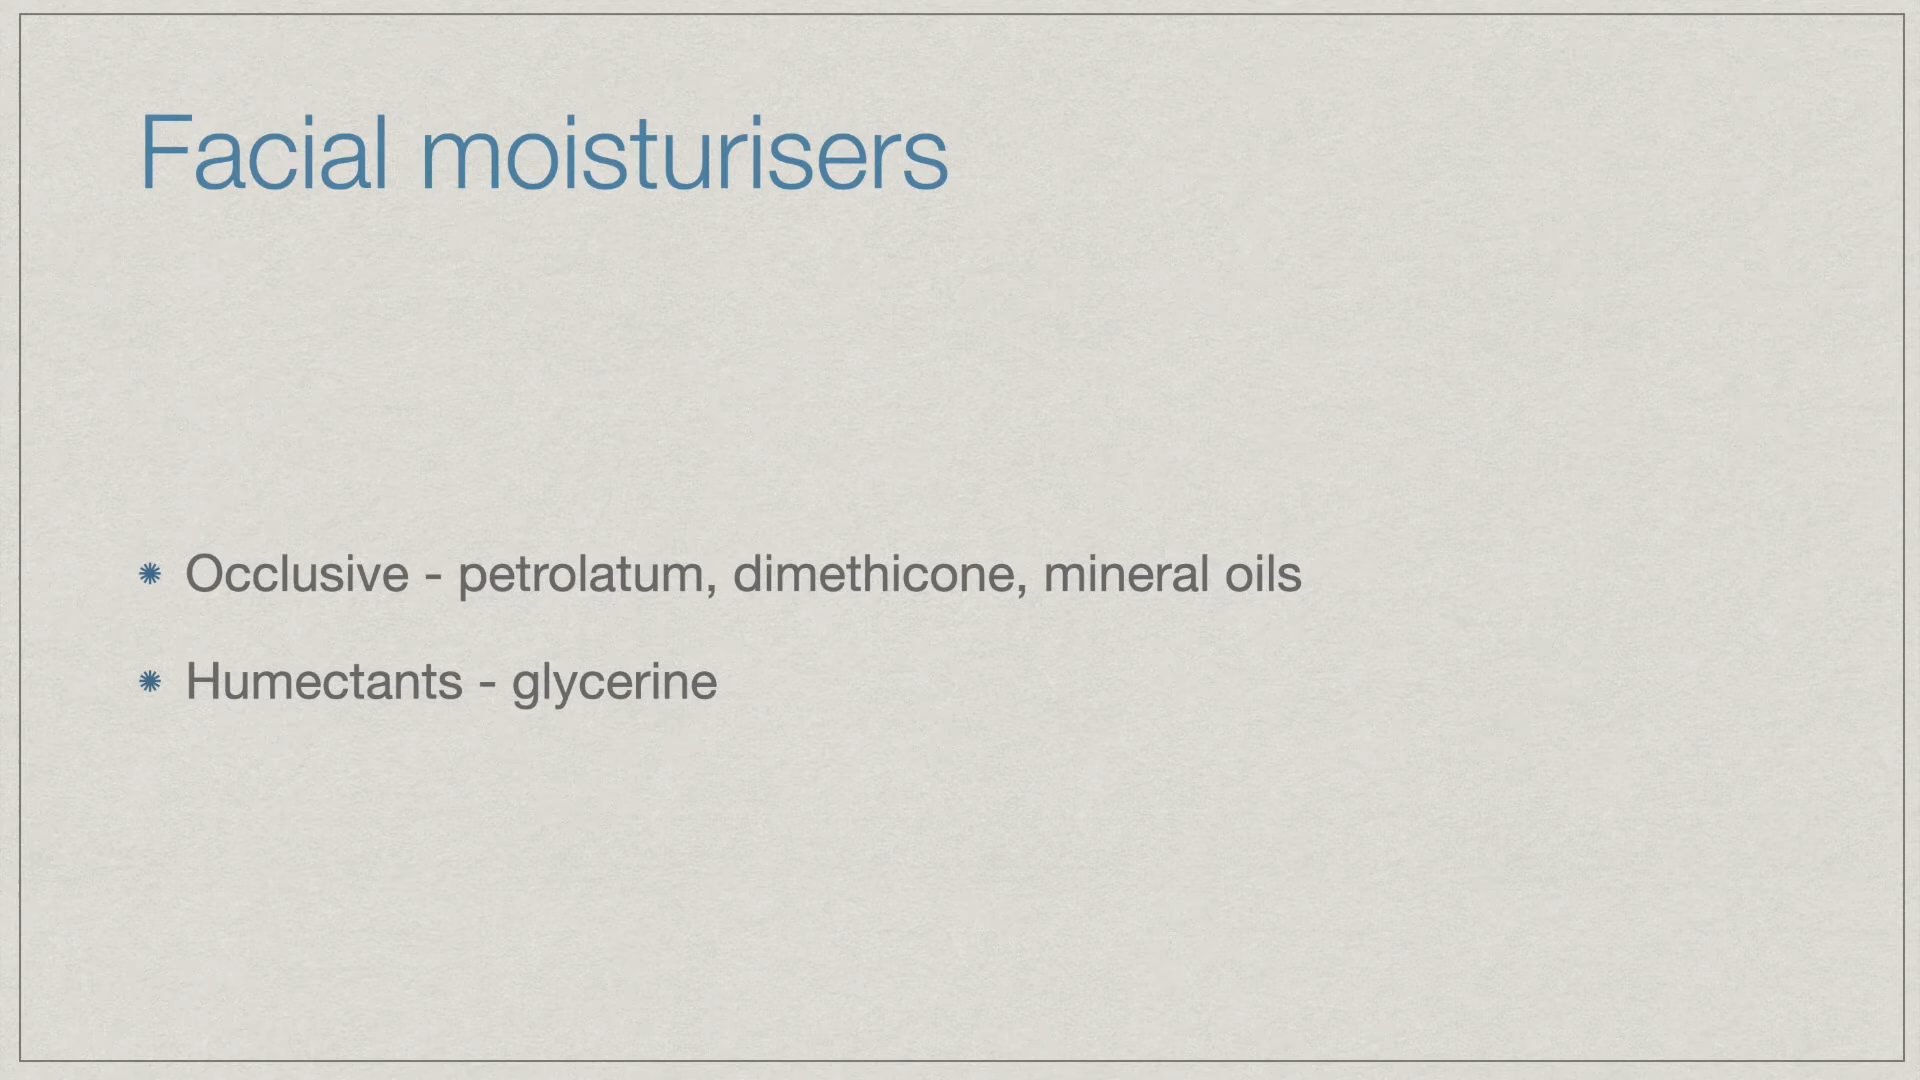 Facial moisturisers
Occlusive - petrolatum, dimethicone, mineral oils
Humectants - glycerine